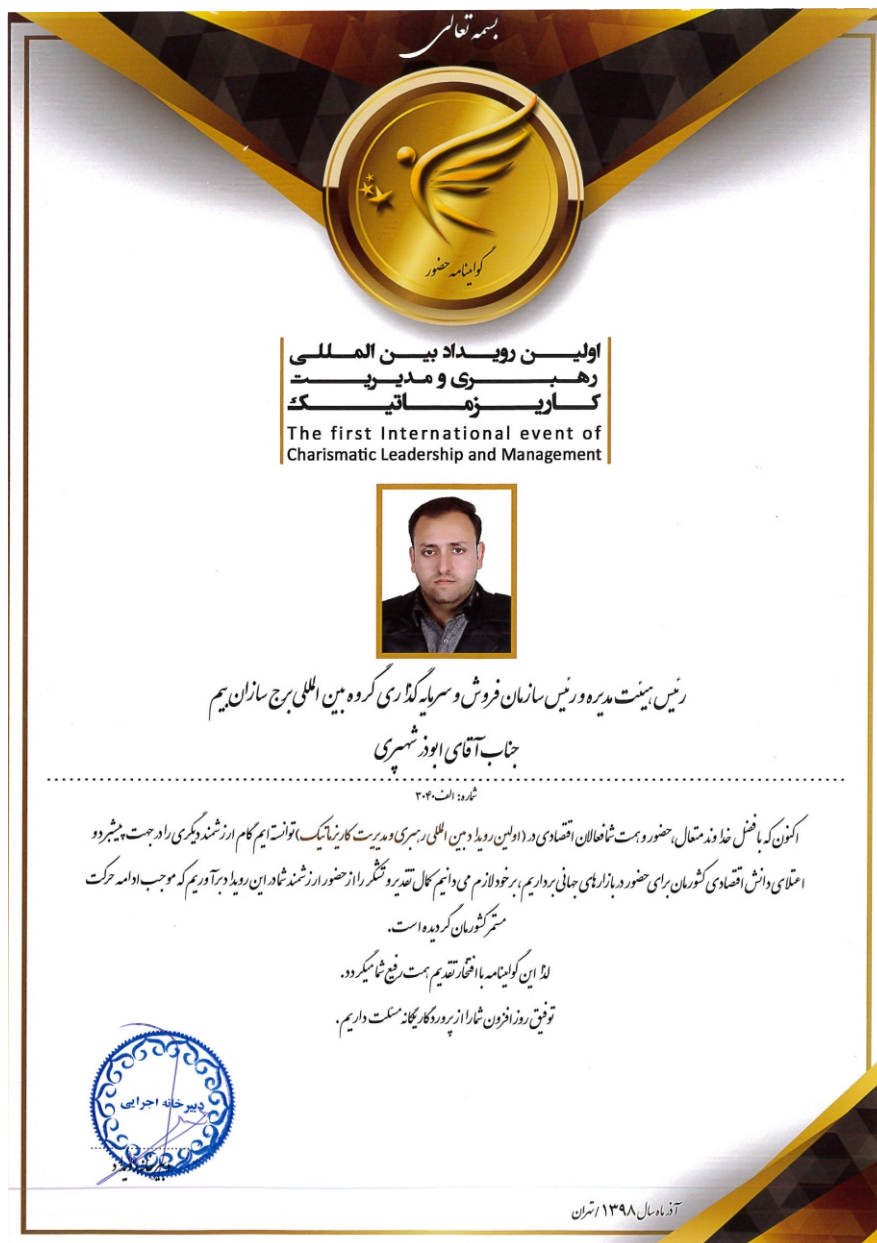 بسمه تعالی
گواهینامه حضور
اولین رویداد بین المللی
رهبری و مدیریت
کاریزماتیک
The first International event of
Charismatic Leadership and Management
رئیس هیئت مدیره و رئیس سازمان فروش و سرمایه گذاری گروه بین المللی برج سازان بیم
جناب آقای ابوذر شهپری
شماره: الف-۳۰۴۰
اکنون که با فضل خداوند متعال، حضور و همت شما فعالان اقتصادی در (اولین رویداد بین المللی رهبری و مدیریت کاریزماتیک) توانسته ایم گام ارزشمند دیگری را در جهت پیشبرد و
اعتلای دانش اقتصادی کشورمان برای حضور در بازارهای جهانی برداریم، بر خود لازم می دانیم کمال تقدیر و تشکر را از حضور ارزشمند شما در این رویداد برآوریم که موجب ادامه حرکت
مستمر کشورمان گردیده است.
لذا این گواهینامه با افتخار تقدیم همت رفیع شما میگردد.
توفیق روز افزون شما را از پروردگار یگانه مسئلت داریم.
دبیرخانه اجرایی
آذر ماه سال ۱۳۹۸ / تهران